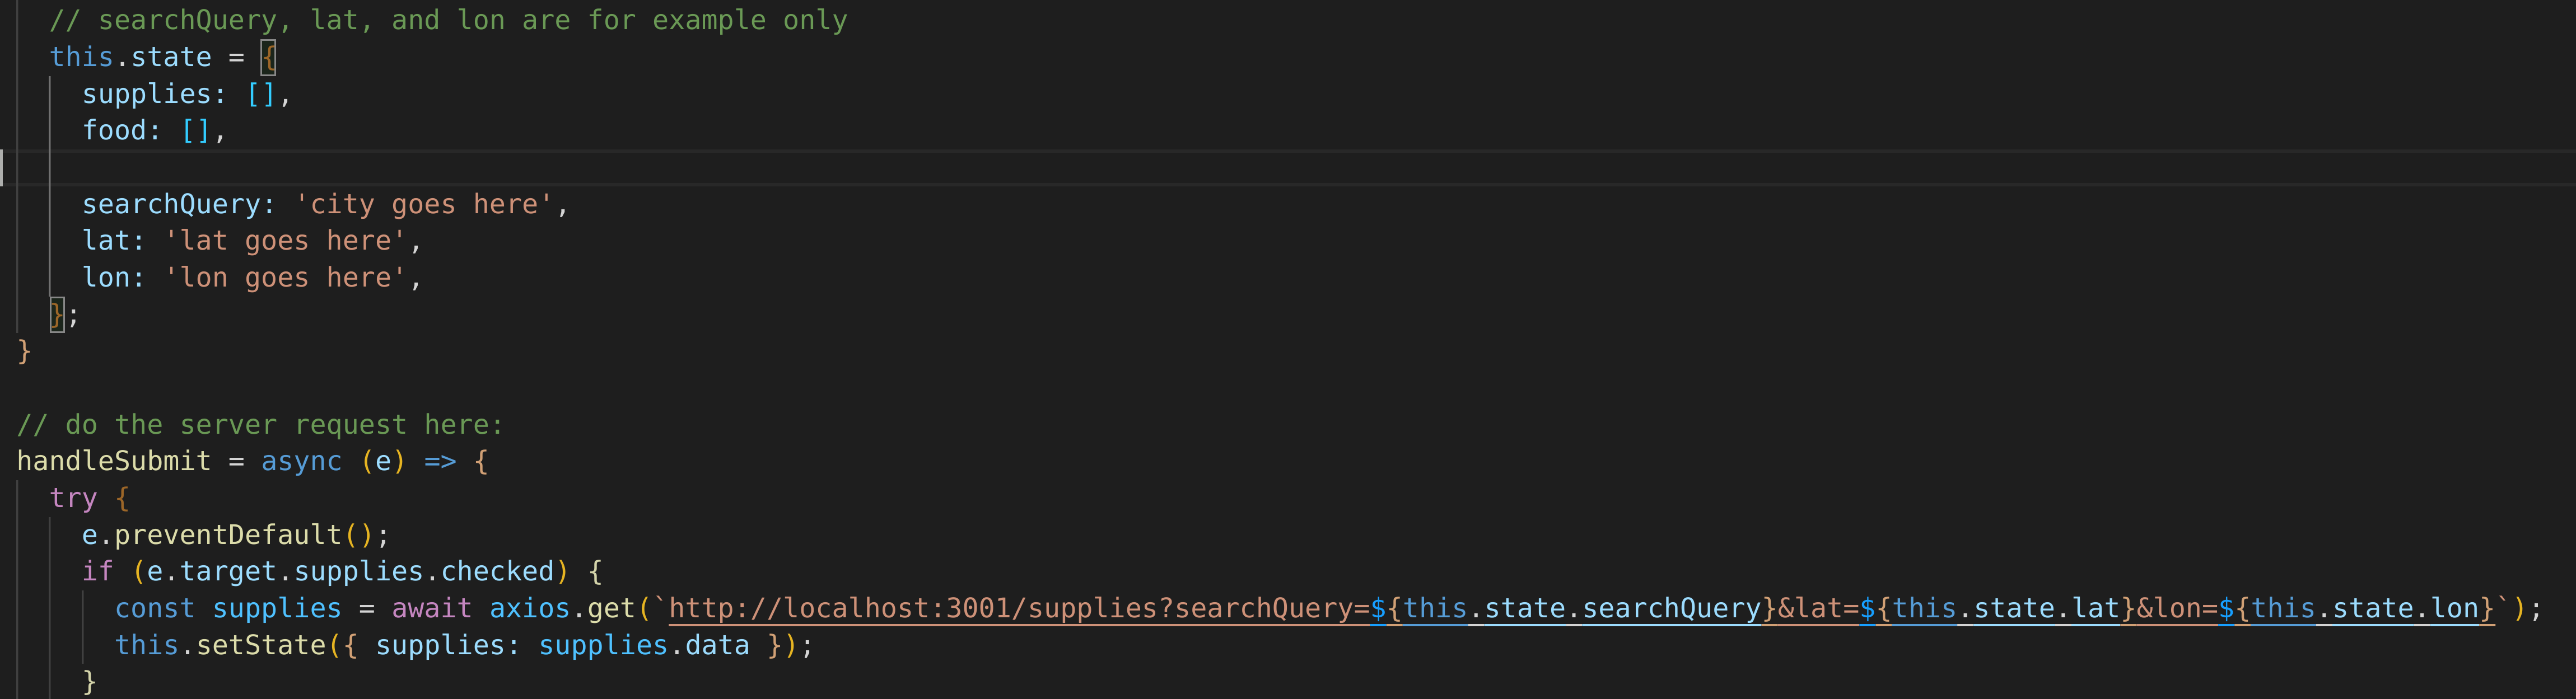 // searchQuery, lat, and lon are for example only
this.state = {
supplies: [],
food: [],
searchQuery: 'city goes here',
lat: 'lat goes here',
lon: 'lon goes here',
};
}
// do the server request here:
handleSubmit = async (e) => {
try {
e.preventDefault();
if (e.target.supplies.checked) {
const supplies = await axios.get(`http://localhost:3001/supplies?searchQuery=${this.state.searchQuery}&lat=${this.state.lat}&lon=${this.state.lon}`);
this.setState({ supplies: supplies.data });
}